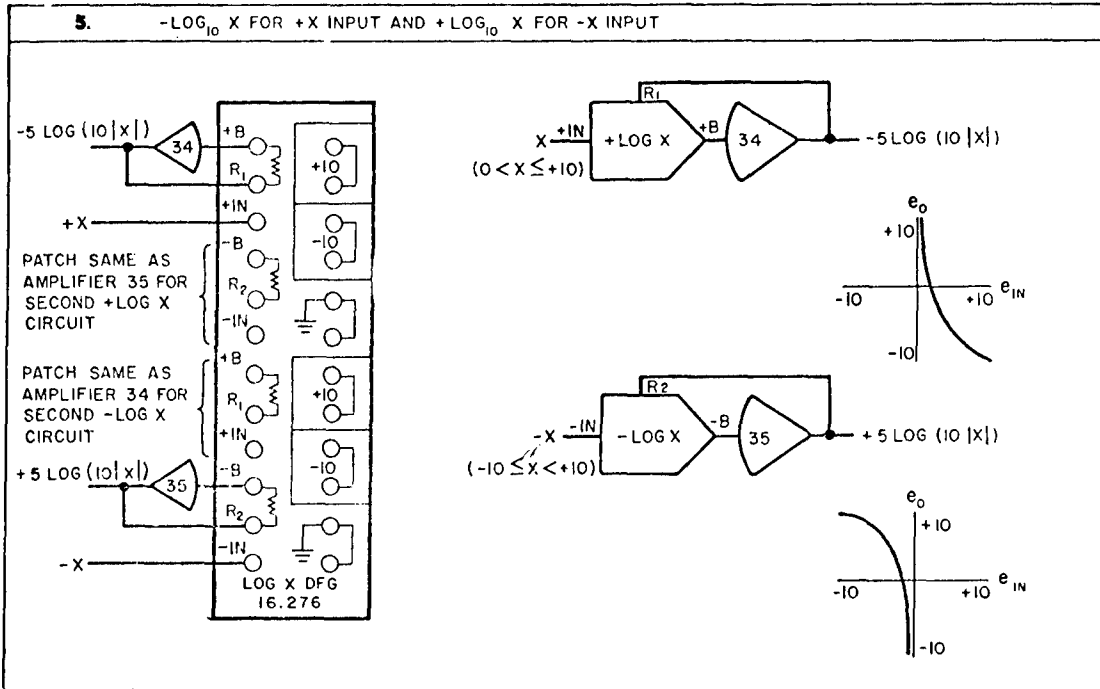 5. -LOG10 X FOR +X INPUT AND +LOG10 X FOR -X INPUT
-5 LOG (10|X|)
34
+B
R1
+10
+X
+IN
-B
-10
PATCH SAME AS
AMPLIFIER 35 FOR
SECOND +LOG X
CIRCUIT
R2
-IN
+B
PATCH SAME AS
AMPLIFIER 34 FOR
SECOND -LOG X
CIRCUIT
R1
+10
+IN
+5 LOG (10|X|)
35
-B
-10
R2
-X
-IN
LOG X DFG
16.276
R1
X
+IN
+LOG X
+B
34
-5 LOG (10|X|)
(0 < X ≤ +10)
eo
+10
-10
+10
eIN
-10
R2
-X
-IN
-LOG X
-B
35
+5 LOG (10|X|)
(-10 ≤ X < +10)
eo
+10
-10
+10
eIN
-10